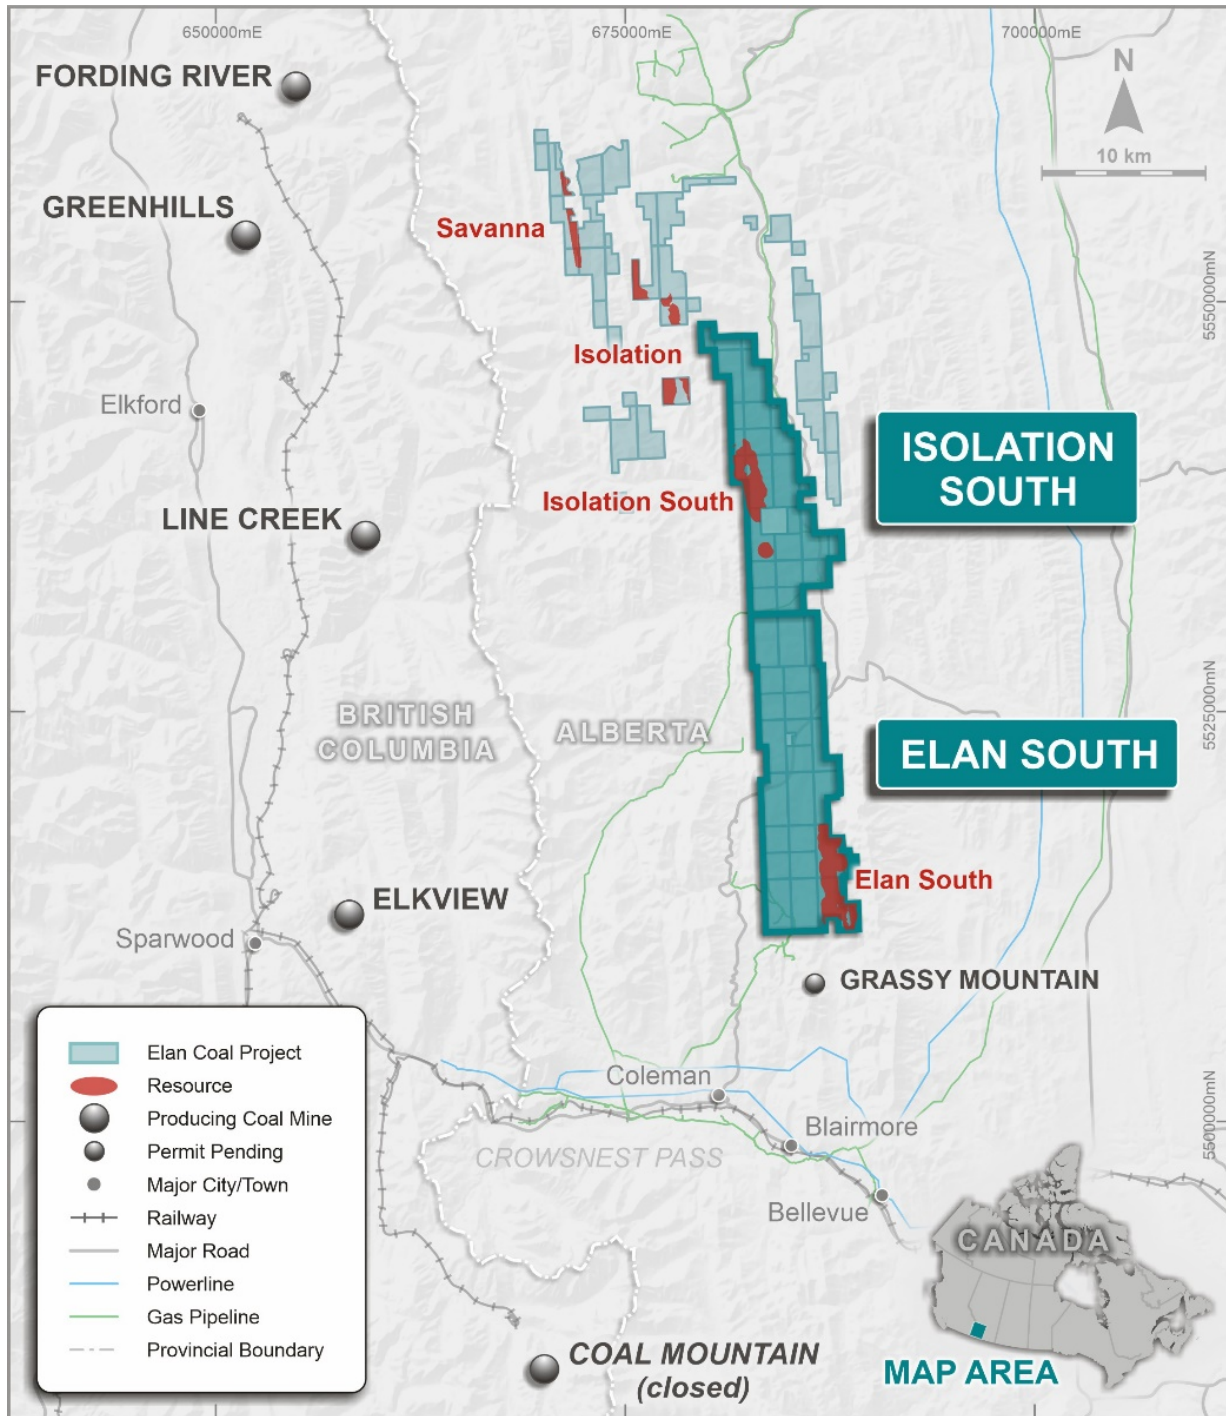 650000mE
675000mE
700000mE
FORDING RIVER
N
10 km
GREENHILLS
Savanna
5550000mN
Isolation
Elkford
ISOLATION
SOUTH
Isolation South
LINE CREEK
BRITISH
COLUMBIA
ALBERTA
5525000mN
ELAN SOUTH
Elan South
ELKVIEW
Sparwood
GRASSY MOUNTAIN
Elan Coal Project
Resource
Producing Coal Mine
Permit Pending
Major City/Town
Railway
Major Road
Powerline
Gas Pipeline
Provincial Boundary
Coleman
Blairmore
5500000mN
CROWSNEST PASS
Bellevue
CANADA
COAL MOUNTAIN
(closed)
MAP AREA